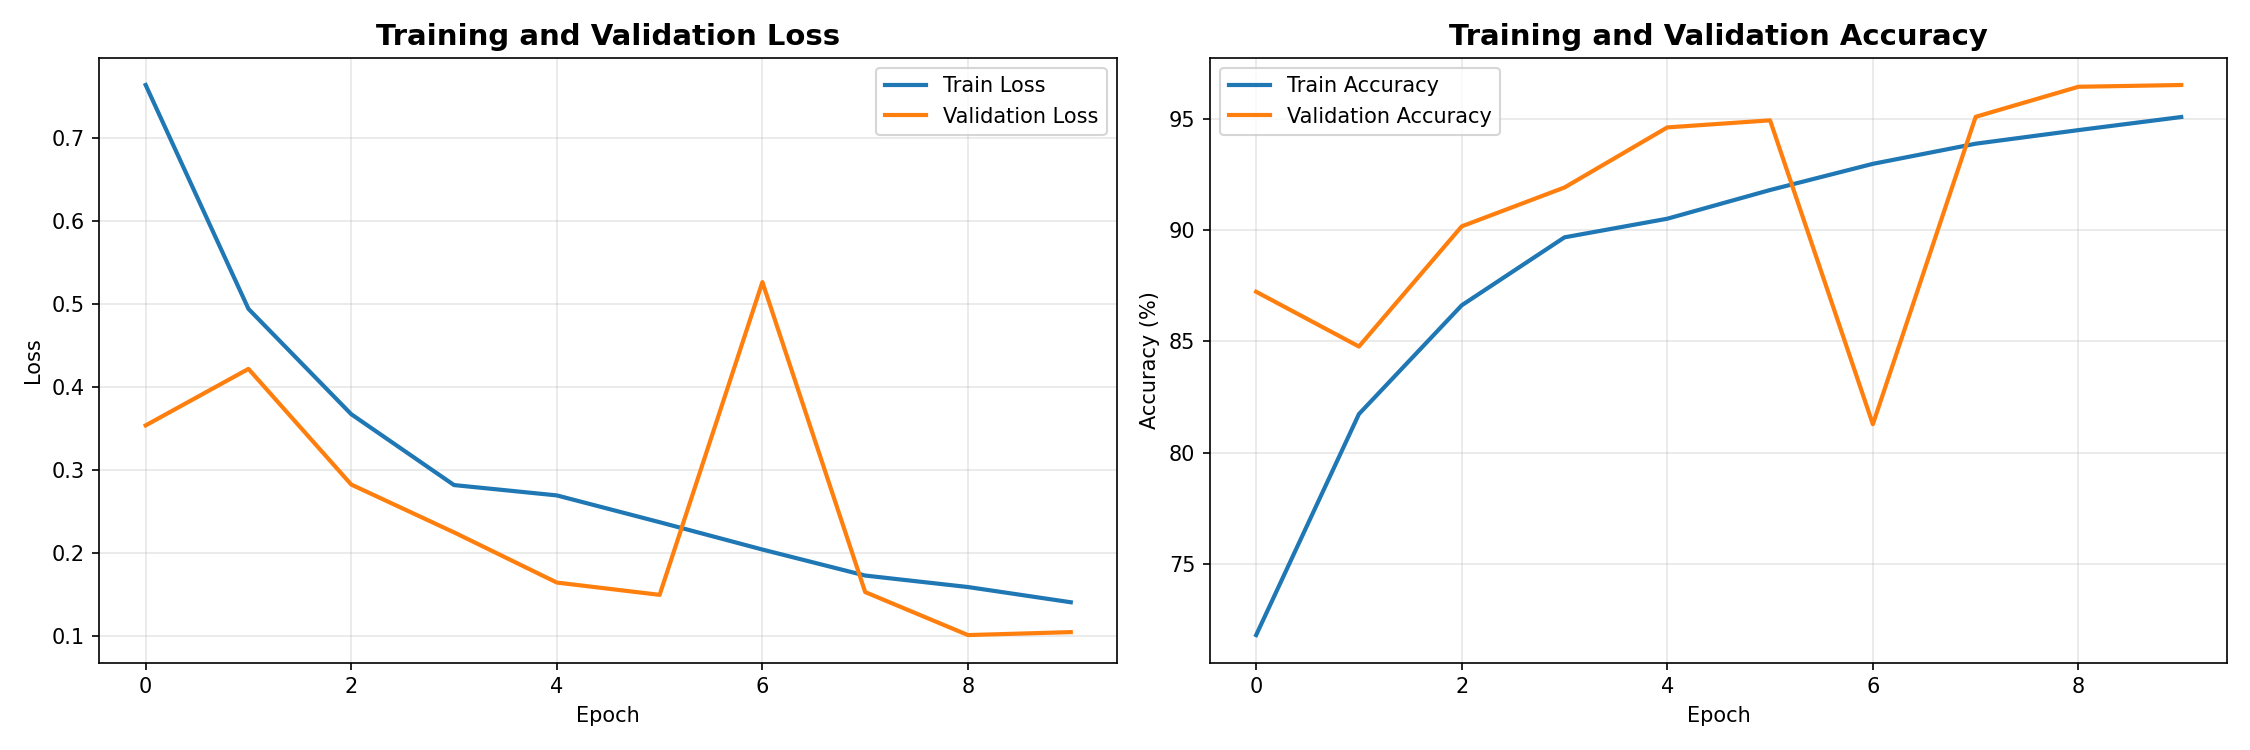 Training and Validation Loss
Train Loss
Validation Loss
0.7
0.6
0.5
0.4
0.3
0.2
0.1
Loss
0
2
4
6
8
Epoch
Training and Validation Accuracy
Train Accuracy
Validation Accuracy
95
90
85
80
75
Accuracy (%)
0
2
4
6
8
Epoch